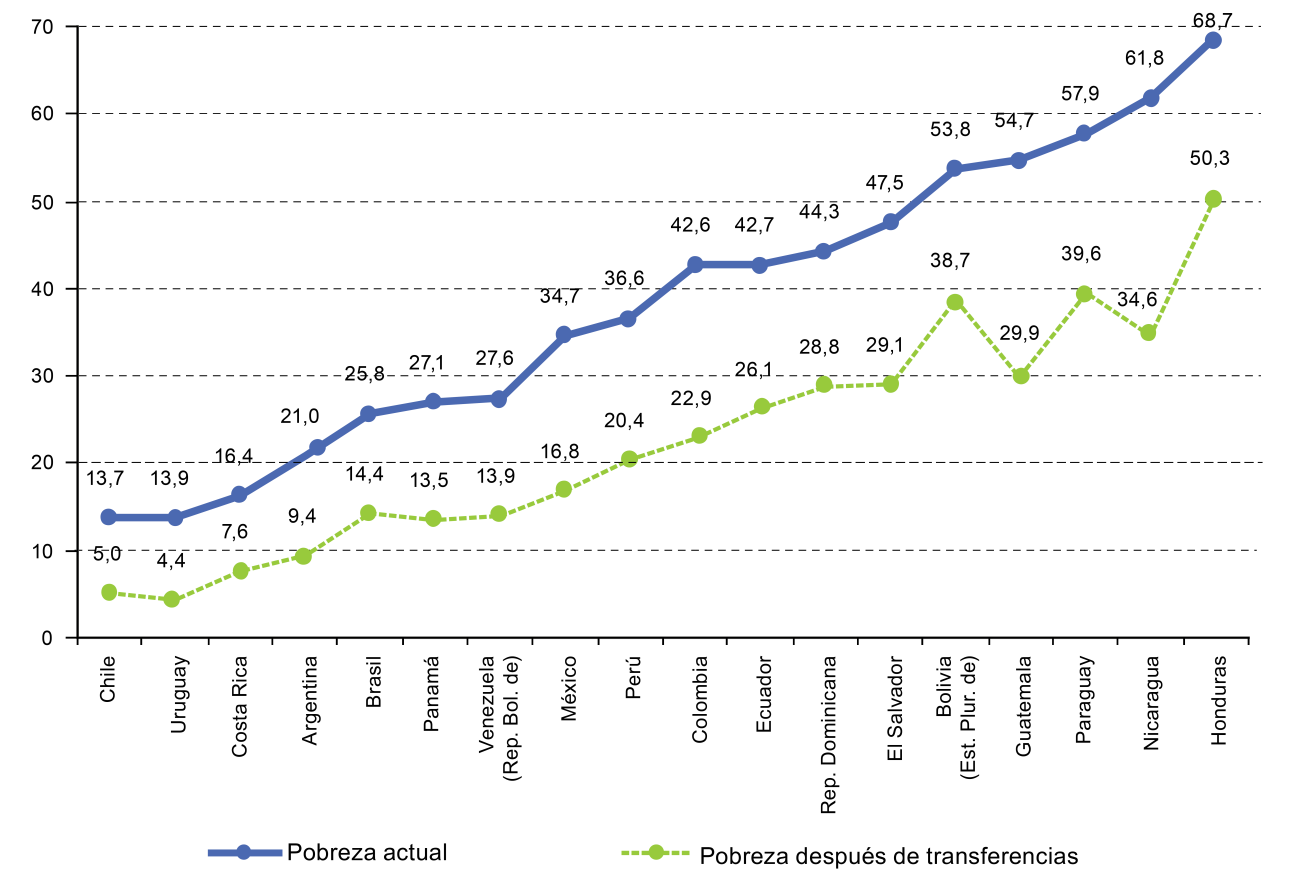 70
60
50
40
30
20
10
0
68,7
61,8
57,9
54,7
53,8
47,5
44,3
42,7
42,6
36,6
34,7
27,6
27,1
25,8
21,0
16,4
13,9
13,7
50,3
34,6
39,6
29,9
38,7
29,1
28,8
26,1
22,9
20,4
16,8
13,9
13,5
14,4
9,4
7,6
4,4
5,0
Chile
Uruguay
Costa Rica
Argentina
Brasil
Panamá
Venezuela
(Rep. Bol. de)
México
Perú
Colombia
Ecuador
Rep. Dominicana
El Salvador
Bolivia
(Est. Plur. de)
Guatemala
Paraguay
Nicaragua
Honduras
Pobreza actual
Pobreza después de transferencias